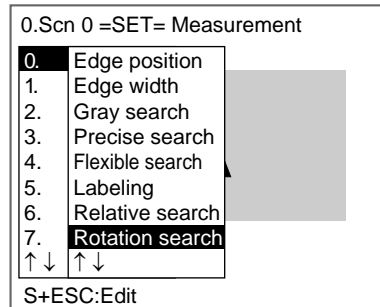 0.Scn 0 =SET= Measurement
0. Edge position
1. Edge width
2. Gray search
3. Precise search
4. Flexible search
5. Labeling
6. Relative search
7. Rotation search
↑↓ ↑↓
S+ESC:Edit